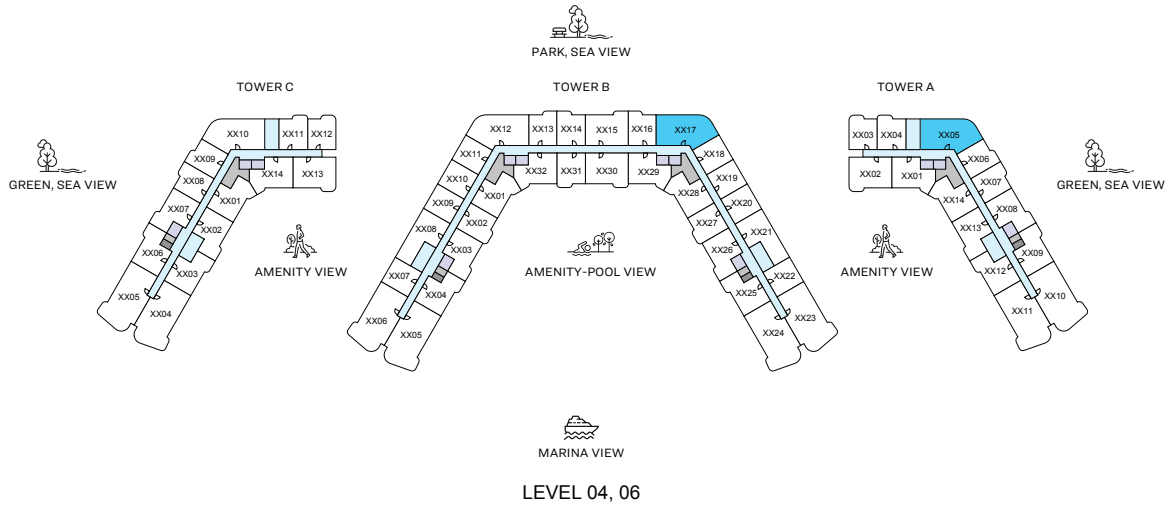 PARK, SEA VIEW
TOWER C
TOWER B
TOWER A
XX10
XX11
XX12
XX09
XX14
XX13
XX08
XX01
XX07
XX02
XX06
XX03
XX05
XX04
XX12
XX13
XX14
XX15
XX16
XX17
XX11
XX32
XX31
XX30
XX29
XX18
XX10
XX01
XX28
XX19
XX09
XX02
XX27
XX20
XX08
XX03
XX26
XX21
XX07
XX04
XX25
XX22
XX06
XX05
XX24
XX23
XX03
XX04
XX05
XX02
XX01
XX06
XX14
XX07
XX13
XX08
XX12
XX09
XX11
XX10
GREEN, SEA VIEW
GREEN, SEA VIEW
AMENITY VIEW
AMENITY-POOL VIEW
AMENITY VIEW
MARINA VIEW
LEVEL 04, 06